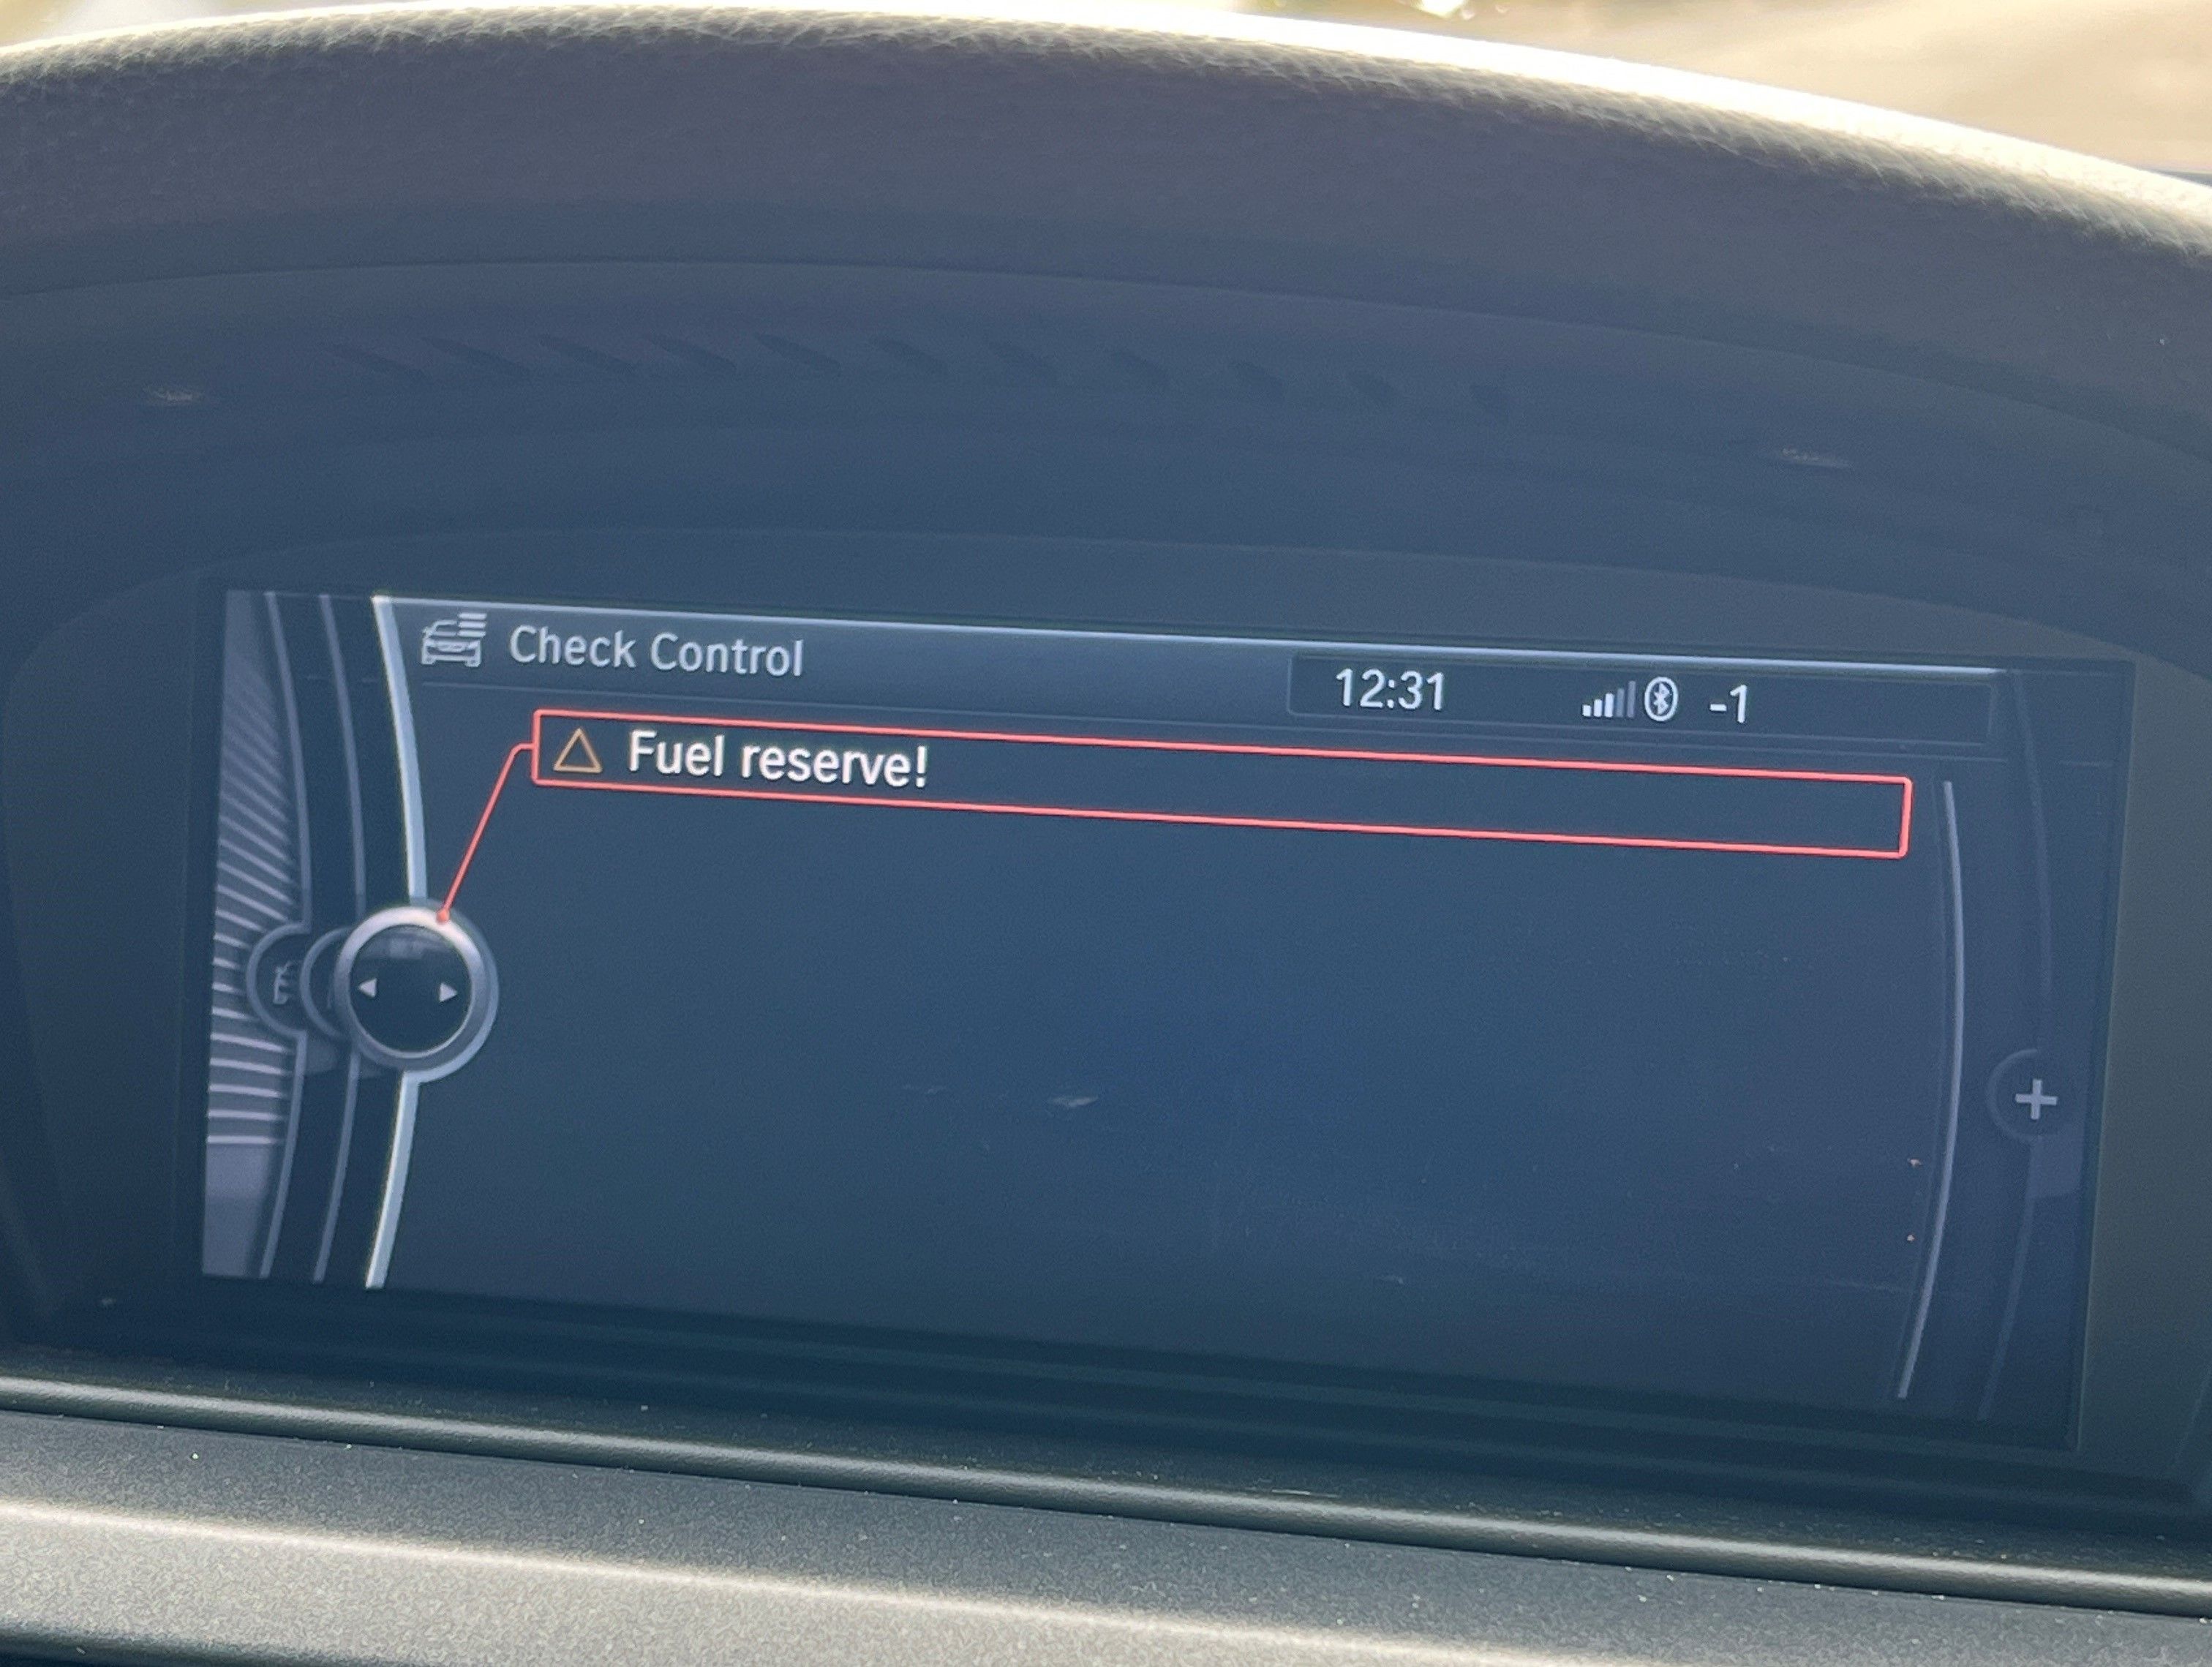 Check Control
12:31 -1
Fuel reserve!